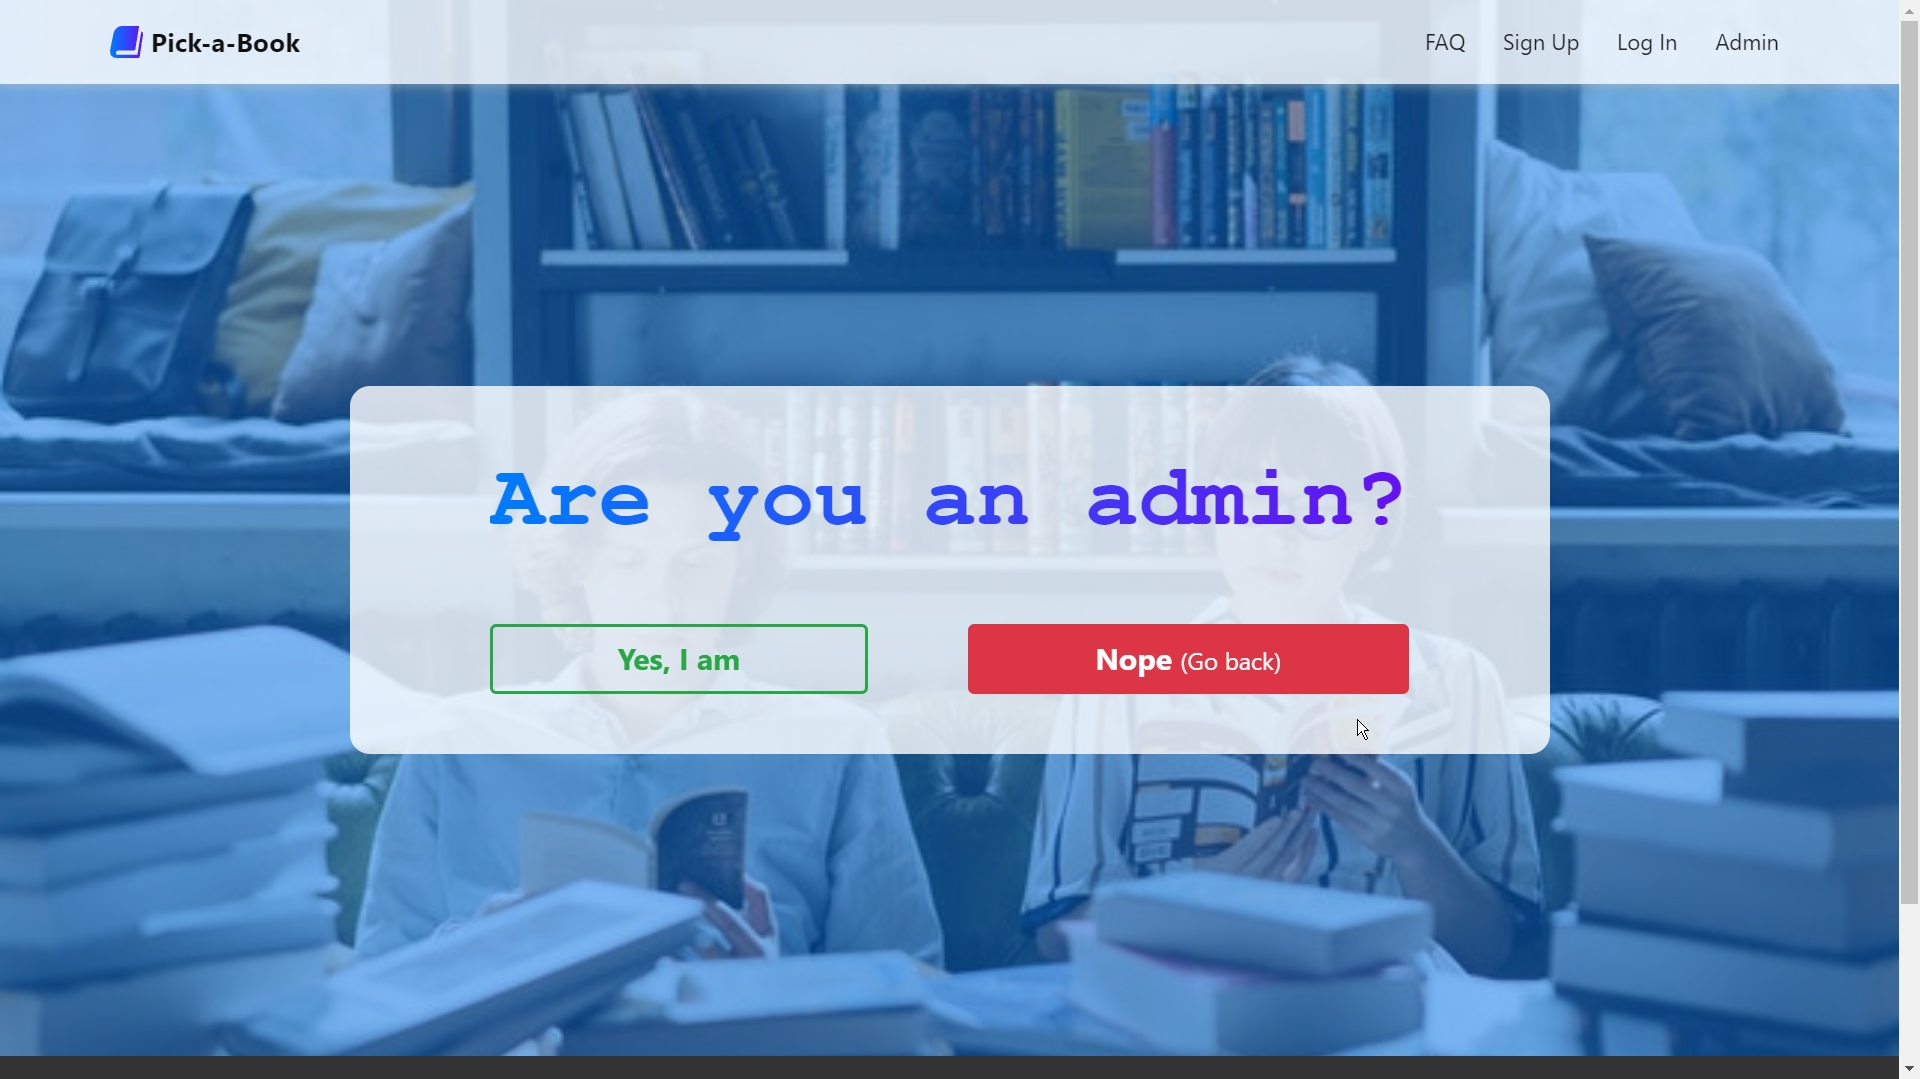 Pick-a-Book
FAQ Sign Up Log In Admin
Are you an admin?
Yes, I am
Nope (Go back)